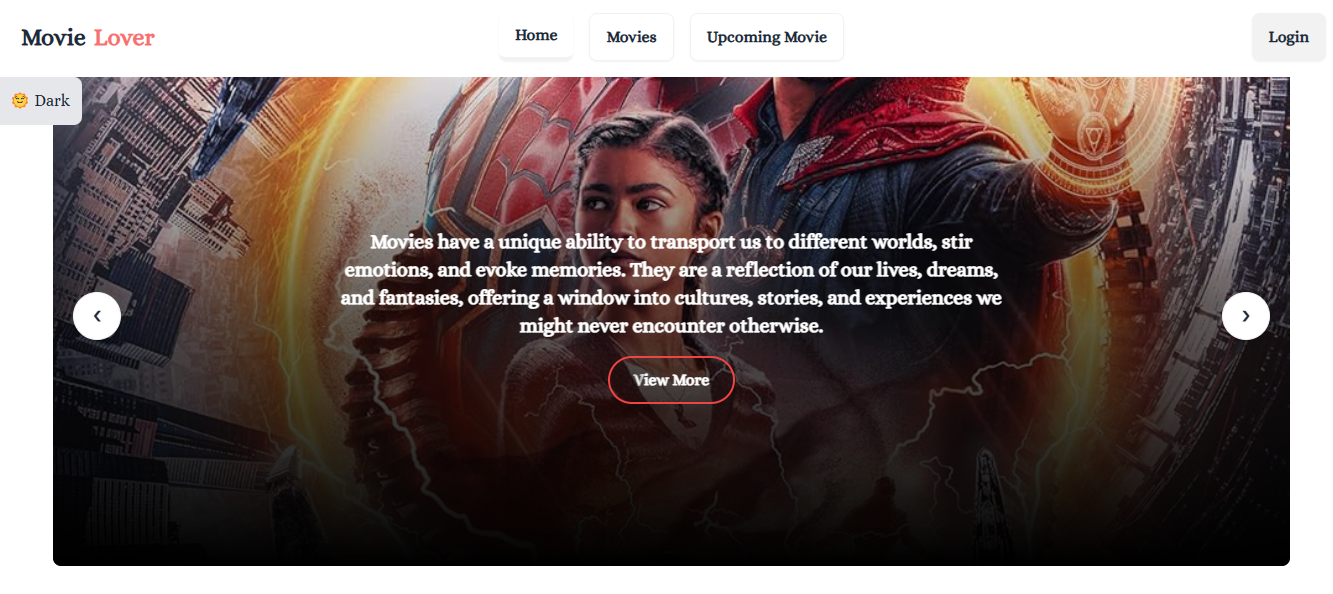 Movie Lover
Home
Movies
Upcoming Movie
Login
🌞 Dark
Movies have a unique ability to transport us to different worlds, stir
emotions, and evoke memories. They are a reflection of our lives, dreams,
and fantasies, offering a window into cultures, stories, and experiences we
might never encounter otherwise.
❮
❯
View More